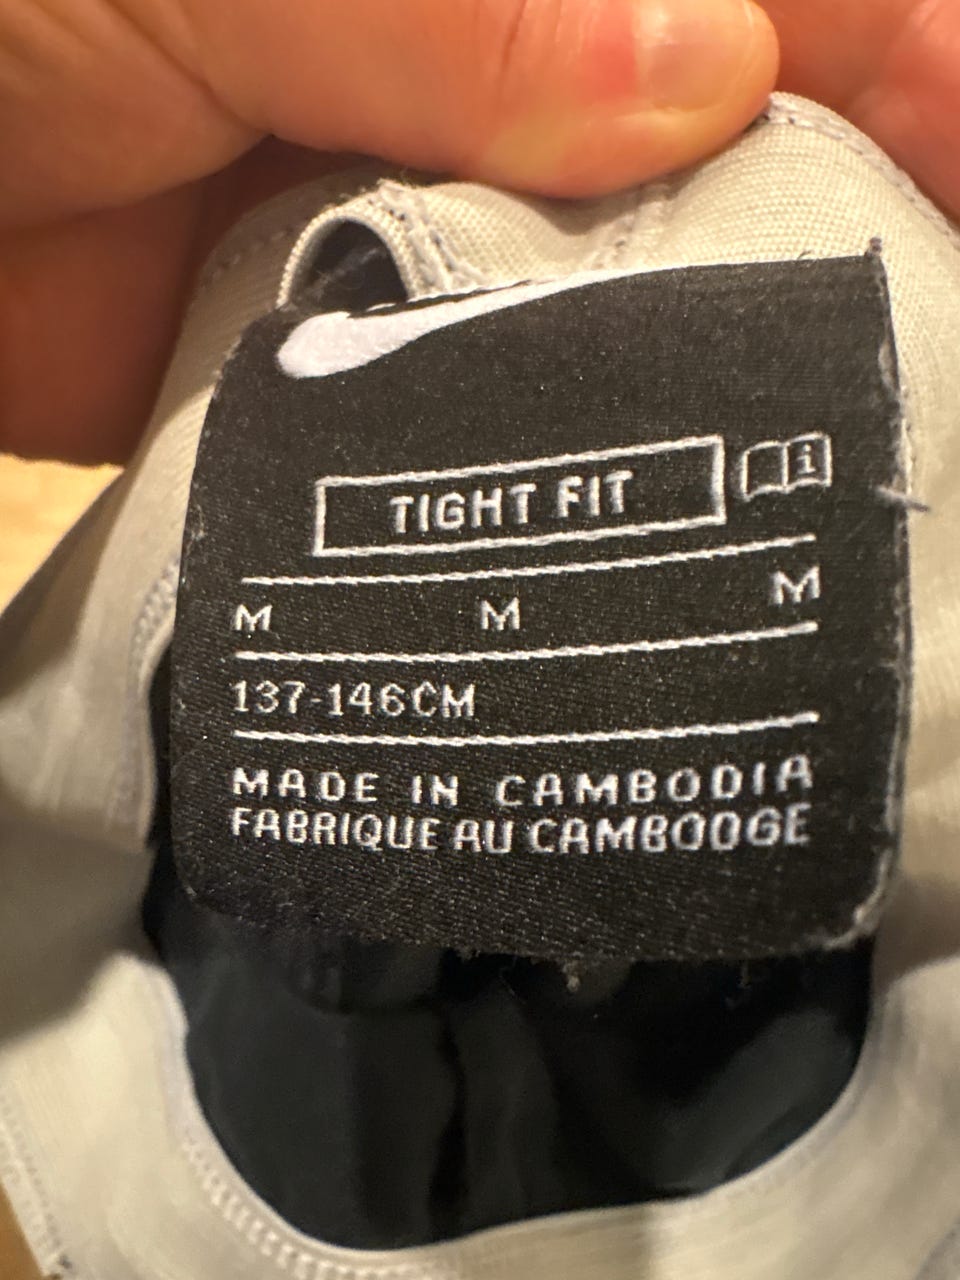 TIGHT FIT i
M M M
137-146CM
MADE IN CAMBODIA
FABRIQUE AU CAMBODGE